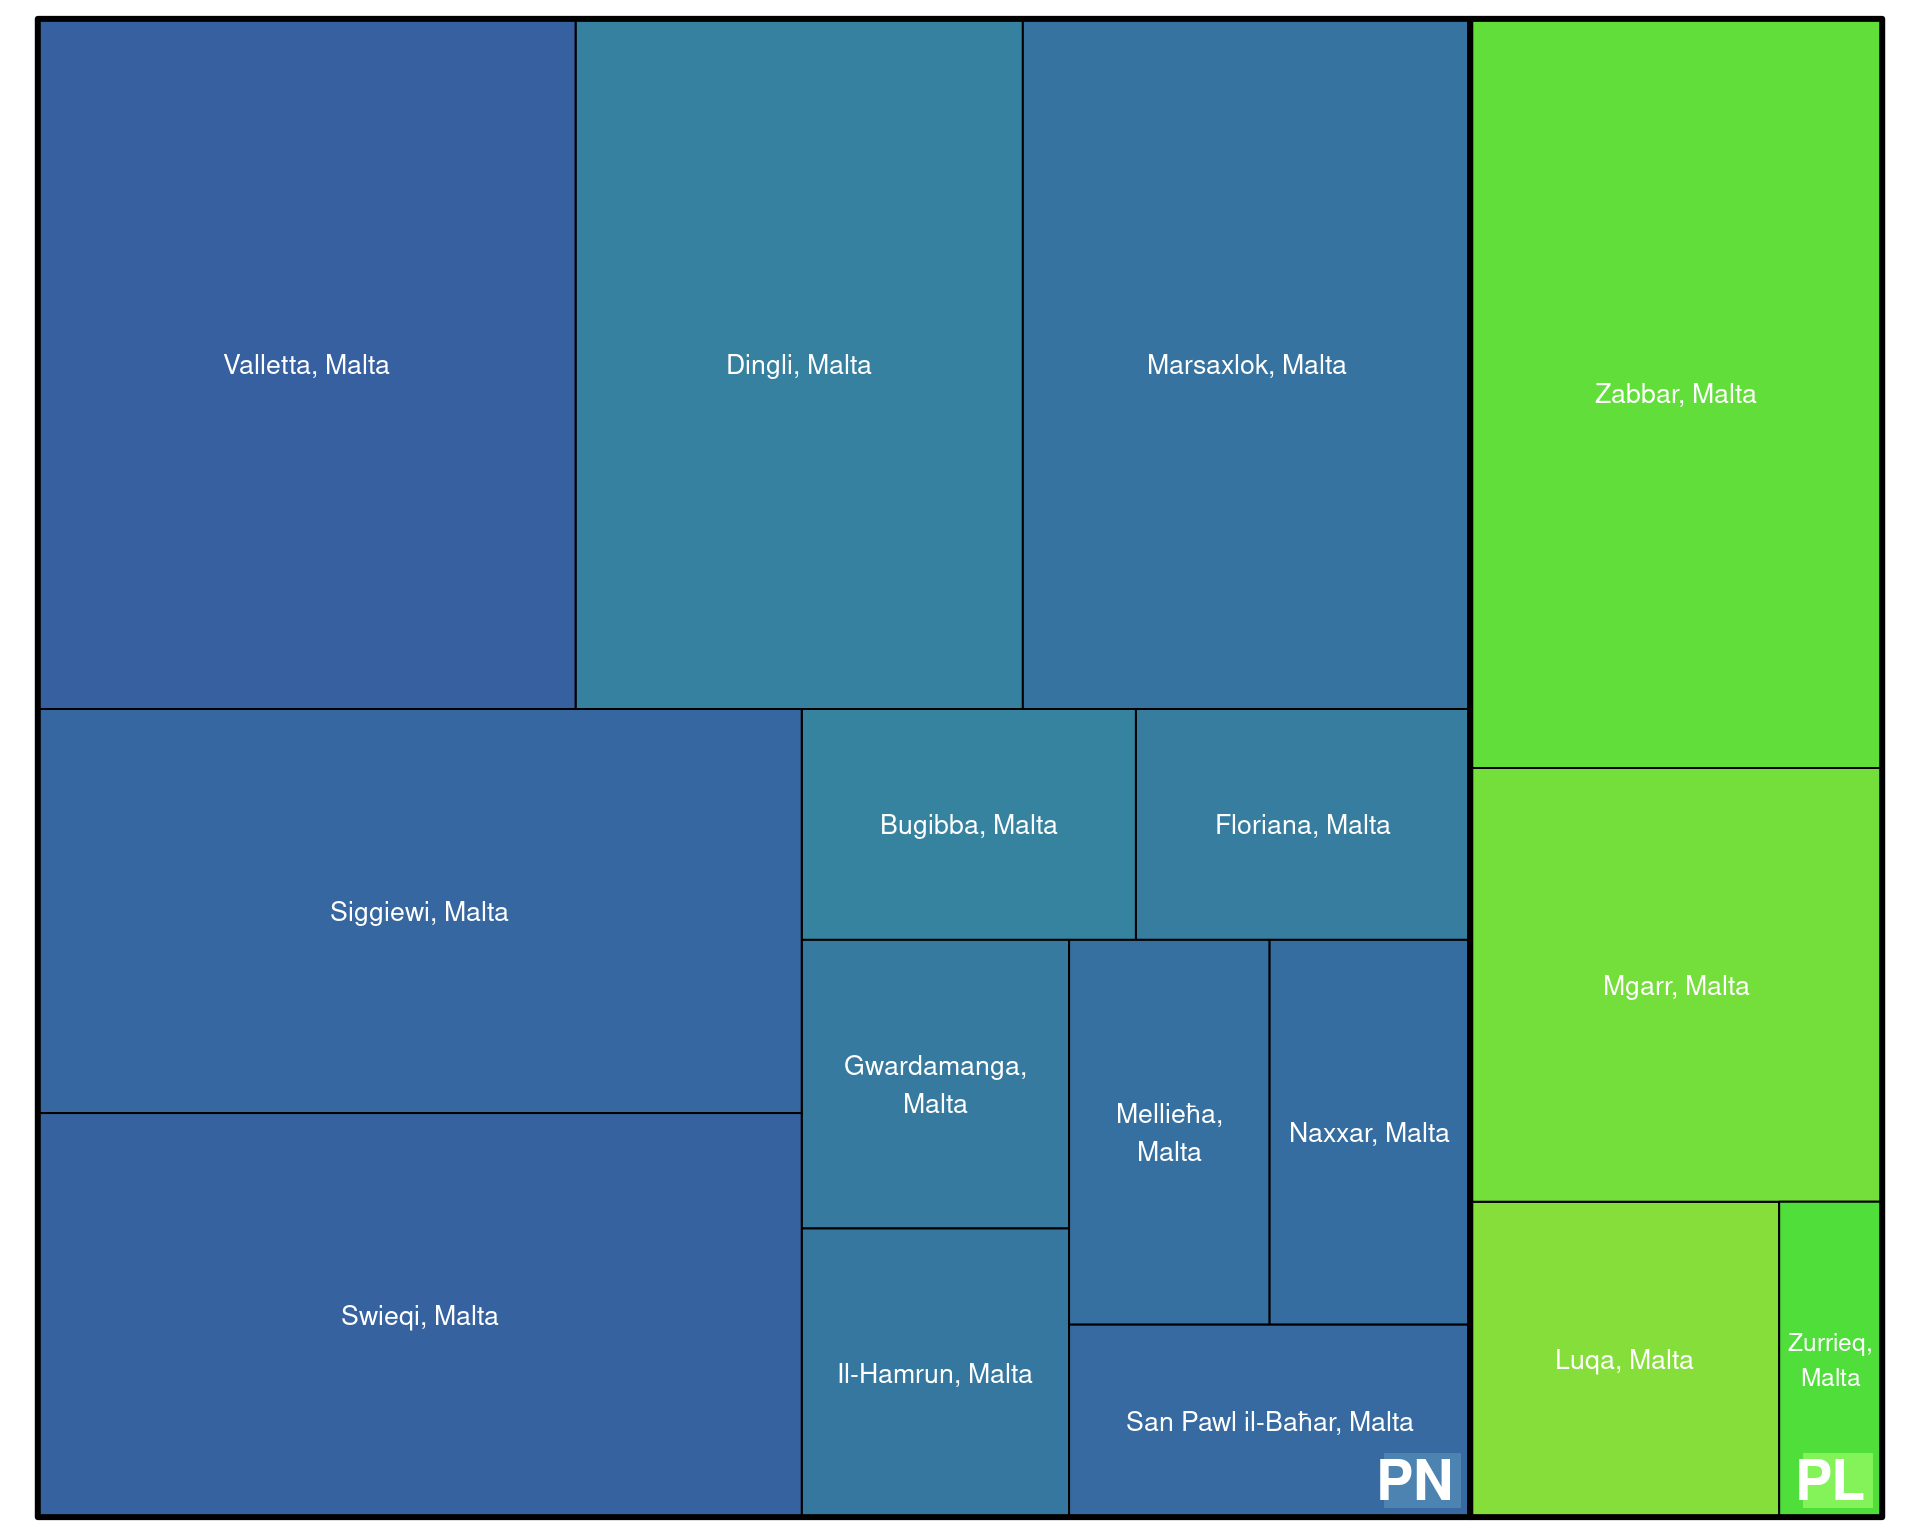 Valletta, Malta
Dingli, Malta
Marsaxlok, Malta
Zabbar, Malta
Siggiewi, Malta
Bugibba, Malta
Floriana, Malta
Mgarr, Malta
Gwardamanga,
Malta
Mellieħa,
Malta
Naxxar, Malta
Swieqi, Malta
Il-Hamrun, Malta
San Pawl il-Baħar, Malta
PN
Luqa, Malta
Zurrieq,
Malta
PL